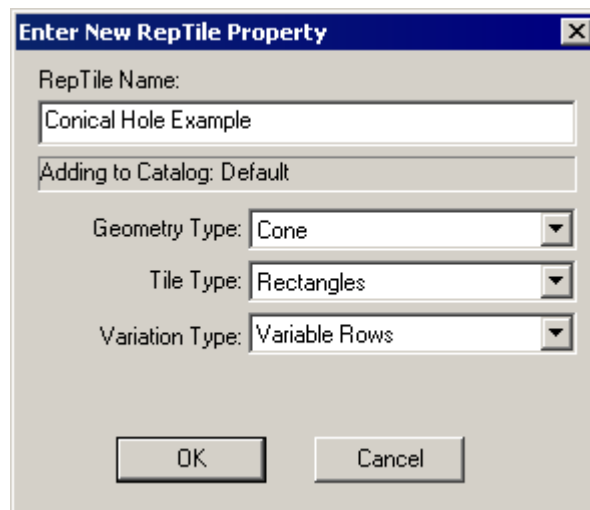 Enter New RepTile Property
RepTile Name:
Conical Hole Example
Adding to Catalog: Default
Geometry Type: Cone
Tile Type: Rectangles
Variation Type: Variable Rows
OK Cancel